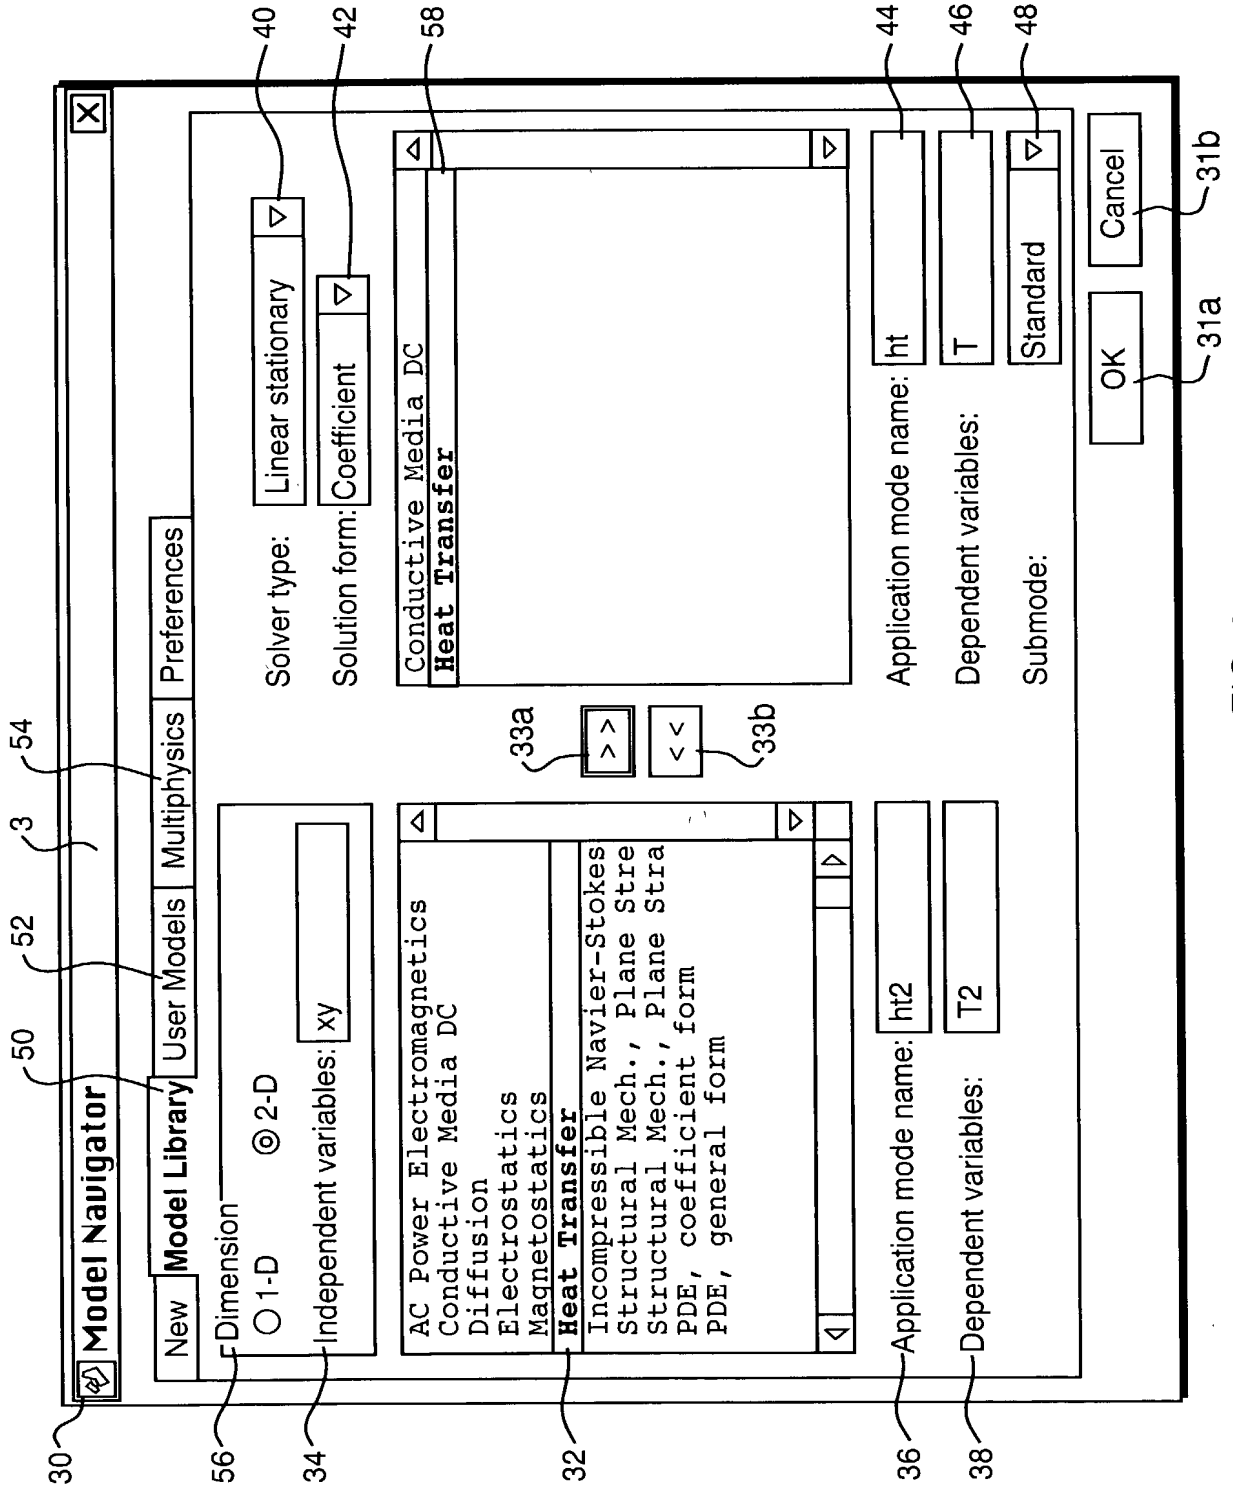 3
30
Model Navigator
X
50
52
54
New
Model Library
User Models
Multiphysics
Preferences
56
Dimension
1-D
2-D
34
Independent variables:
xy
Solver type:
Linear stationary
40
Solution form:
Coefficient
42
32
AC Power Electromagnetics
Conductive Media DC
Diffusion
Electrostatics
Magnetostatics
Heat Transfer
Incompressible Navier-Stokes
Structural Mech., Plane Stre
Structural Mech., Plane Stra
PDE, coefficient form
PDE, general form
33a
>>
<<
33b
Conductive Media DC
Heat Transfer
58
36
Application mode name:
ht2
38
Dependent variables:
T2
Application mode name:
ht
44
Dependent variables:
T
46
Submode:
Standard
48
OK
Cancel
31a
31b